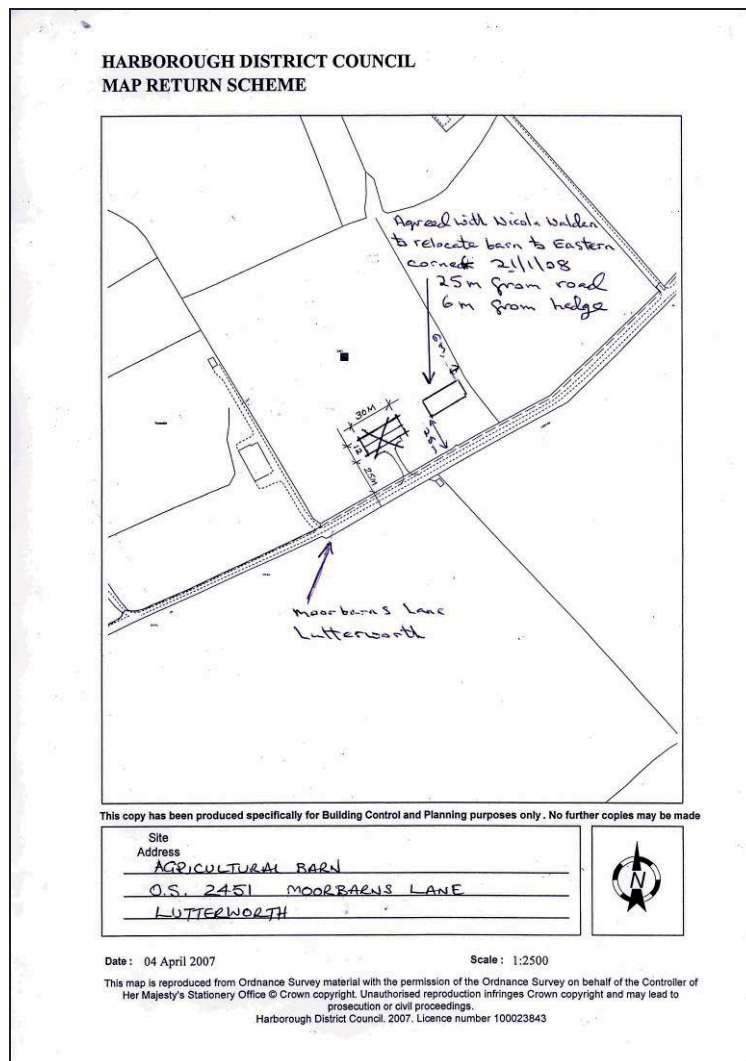 HARBOROUGH DISTRICT COUNCIL
MAP RETURN SCHEME
Agreed with Nicola Walden
to relocate barn to Eastern
corner 21/1/08
25m from road
6m from hedge
6m
30M
12
25m
25M
Moorbarns Lane
Lutterworth
This copy has been produced specifically for Building Control and Planning purposes only. No further copies may be made
Site
Address
AGRICULTURAL BARN
O.S. 2451 MOORBARNS LANE
LUTTERWORTH
N
Date : 04 April 2007
Scale : 1:2500
This map is reproduced from Ordnance Survey material with the permission of the Ordnance Survey on behalf of the Controller of
Her Majesty's Stationery Office © Crown copyright. Unauthorised reproduction infringes Crown copyright and may lead to
prosecution or civil proceedings.
Harborough District Council. 2007. Licence number 100023843